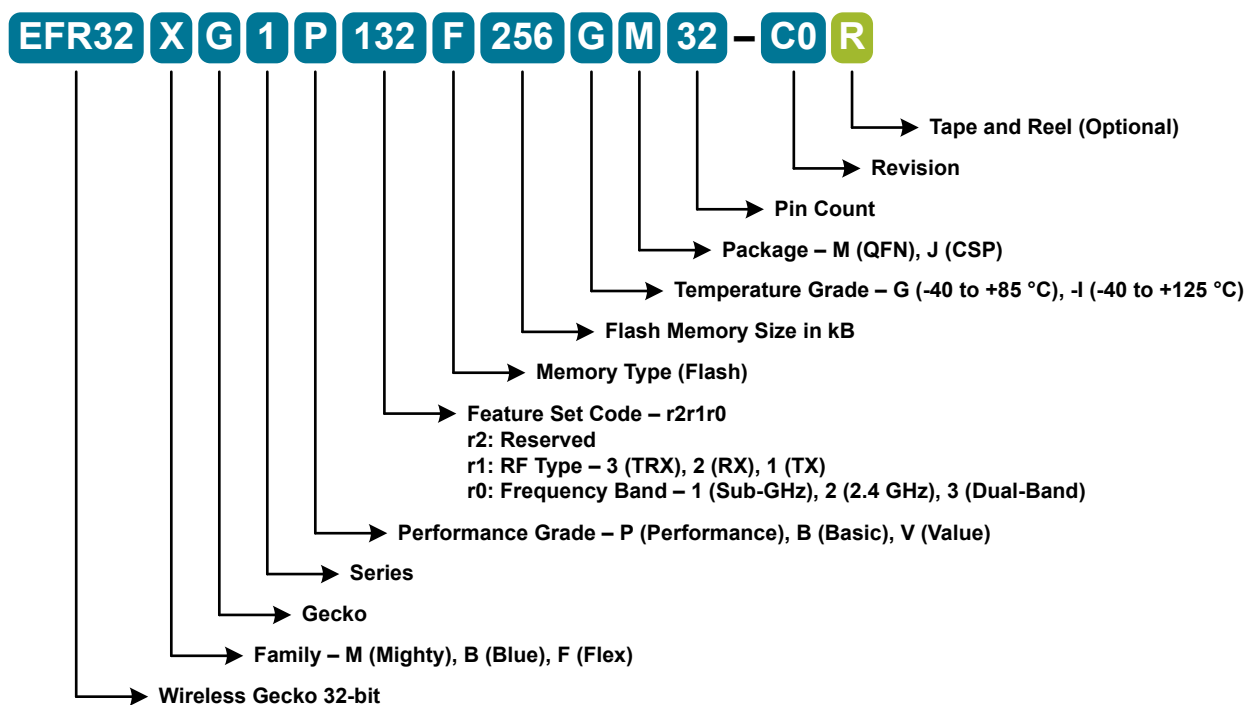 EFR32 X G 1 P 132 F 256 G M 32 – C0 R
Tape and Reel (Optional)
Revision
Pin Count
Package – M (QFN), J (CSP)
Temperature Grade – G (-40 to +85 °C), -I (-40 to +125 °C)
Flash Memory Size in kB
Memory Type (Flash)
Feature Set Code – r2r1r0
r2: Reserved
r1: RF Type – 3 (TRX), 2 (RX), 1 (TX)
r0: Frequency Band – 1 (Sub-GHz), 2 (2.4 GHz), 3 (Dual-Band)
Performance Grade – P (Performance), B (Basic), V (Value)
Series
Gecko
Family – M (Mighty), B (Blue), F (Flex)
Wireless Gecko 32-bit